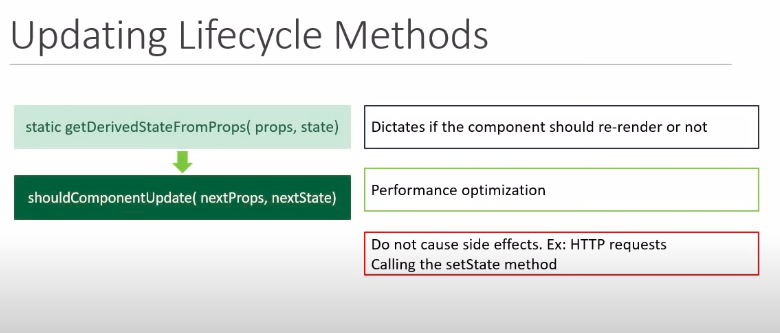 Updating Lifecycle Methods
static getDerivedStateFromProps( props, state)
shouldComponentUpdate( nextProps, nextState)
Dictates if the component should re-render or not
Performance optimization
Do not cause side effects. Ex: HTTP requests
Calling the setState method